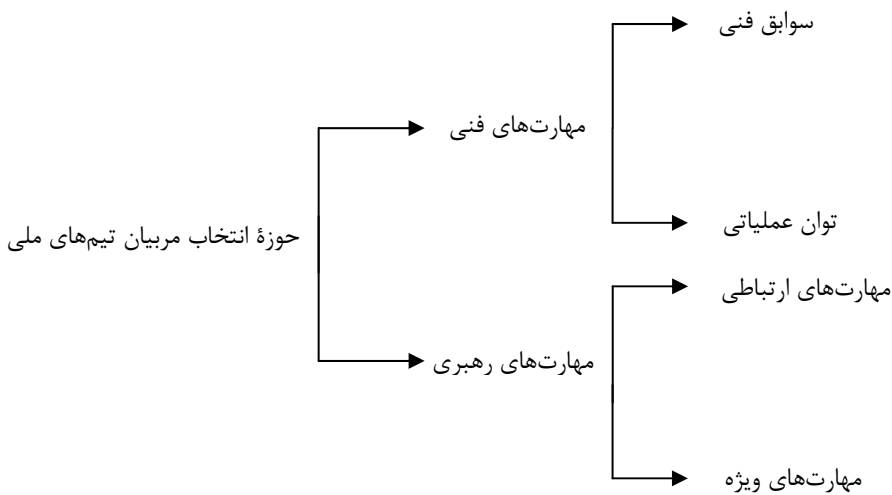 سوابق فنی
مهارت‌های فنی
توان عملیاتی
حوزهٔ انتخاب مربیان تیم‌های ملی
مهارت‌های ارتباطی
مهارت‌های رهبری
مهارت‌های ویژه